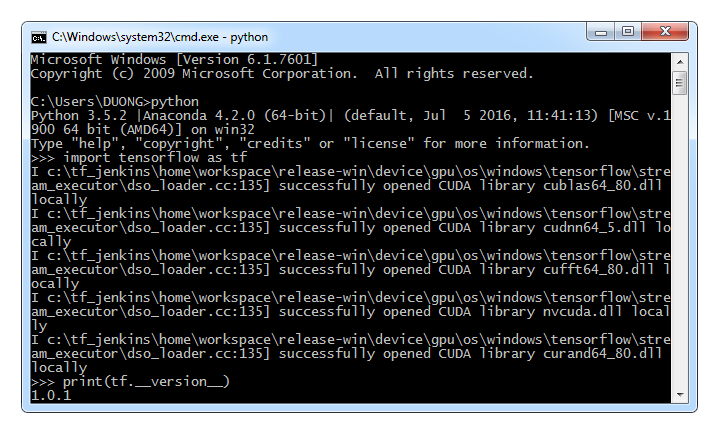 C:\Windows\system32\cmd.exe - python
Microsoft Windows [Version 6.1.7601]
Copyright (c) 2009 Microsoft Corporation.  All rights reserved.
C:\Users\DUONG>python
Python 3.5.2 |Anaconda 4.2.0 (64-bit)| (default, Jul  5 2016, 11:41:13) [MSC v.1
900 64 bit (AMD64)] on win32
Type "help", "copyright", "credits" or "license" for more information.
>>> import tensorflow as tf
I c:\tf_jenkins\home\workspace\release-win\device\gpu\os\windows\tensorflow\stre
am_executor\dso_loader.cc:135] successfully opened CUDA library cublas64_80.dll
locally
I c:\tf_jenkins\home\workspace\release-win\device\gpu\os\windows\tensorflow\stre
am_executor\dso_loader.cc:135] successfully opened CUDA library cudnn64_5.dll lo
cally
I c:\tf_jenkins\home\workspace\release-win\device\gpu\os\windows\tensorflow\stre
am_executor\dso_loader.cc:135] successfully opened CUDA library cufft64_80.dll l
ocally
I c:\tf_jenkins\home\workspace\release-win\device\gpu\os\windows\tensorflow\stre
am_executor\dso_loader.cc:135] successfully opened CUDA library nvcuda.dll local
ly
I c:\tf_jenkins\home\workspace\release-win\device\gpu\os\windows\tensorflow\stre
am_executor\dso_loader.cc:135] successfully opened CUDA library curand64_80.dll
locally
>>> print(tf.__version__)
1.0.1